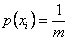 p(xᵢ) = 1/m